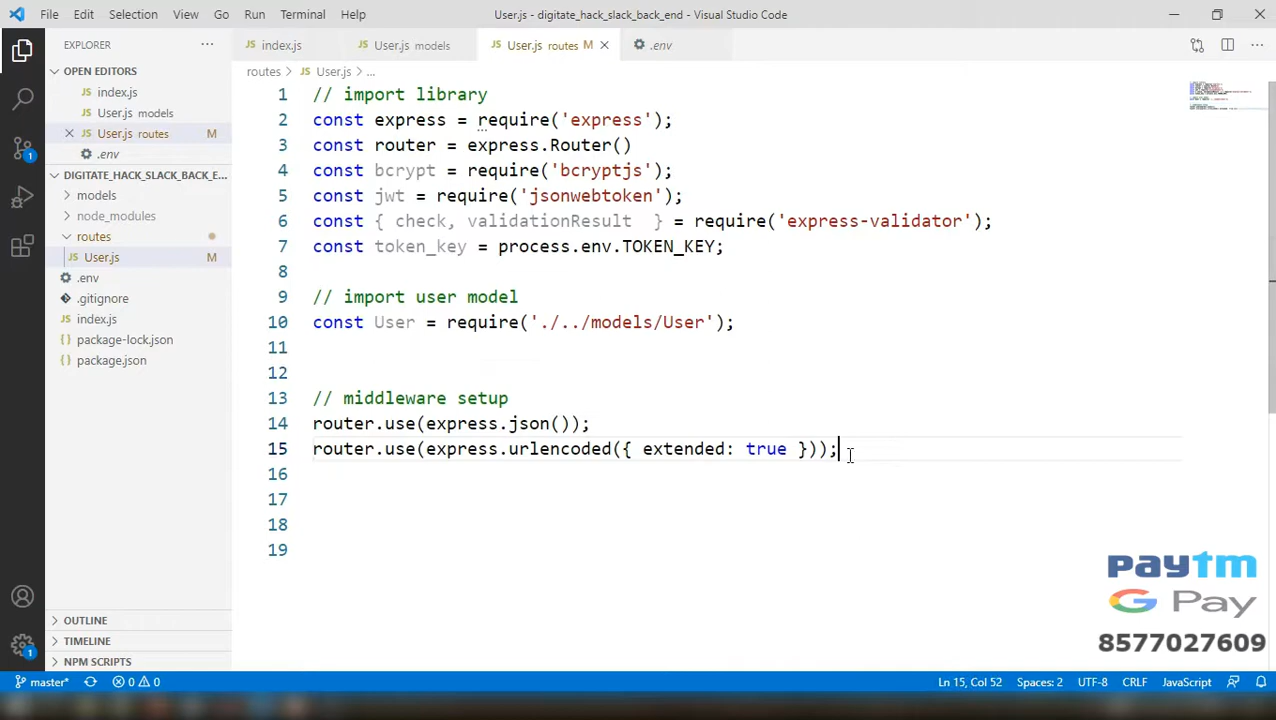 File Edit Selection View Go Run Terminal Help User.js - digitate_hack_slack_back_end - Visual Studio Code
EXPLORER
index.js
User.js models
User.js routes M
.env
OPEN EDITORS
index.js
User.js models
User.js routes M
.env
DIGITATE_HACK_SLACK_BACK_E...
models
node_modules
routes
User.js M
.env
.gitignore
index.js
package-lock.json
package.json
OUTLINE
TIMELINE
NPM SCRIPTS
routes > User.js > ...
1 // import library
2 const express = require('express');
3 const router = express.Router()
4 const bcrypt = require('bcryptjs');
5 const jwt = require('jsonwebtoken');
6 const { check, validationResult } = require('express-validator');
7 const token_key = process.env.TOKEN_KEY;
8
9 // import user model
10 const User = require('./../models/User');
11
12
13 // middleware setup
14 router.use(express.json());
15 router.use(express.urlencoded({ extended: true }));
16
17
18
19
paytm
G Pay
8577027609
1
1
master* 0 0 Ln 15, Col 52 Spaces: 2 UTF-8 CRLF JavaScript